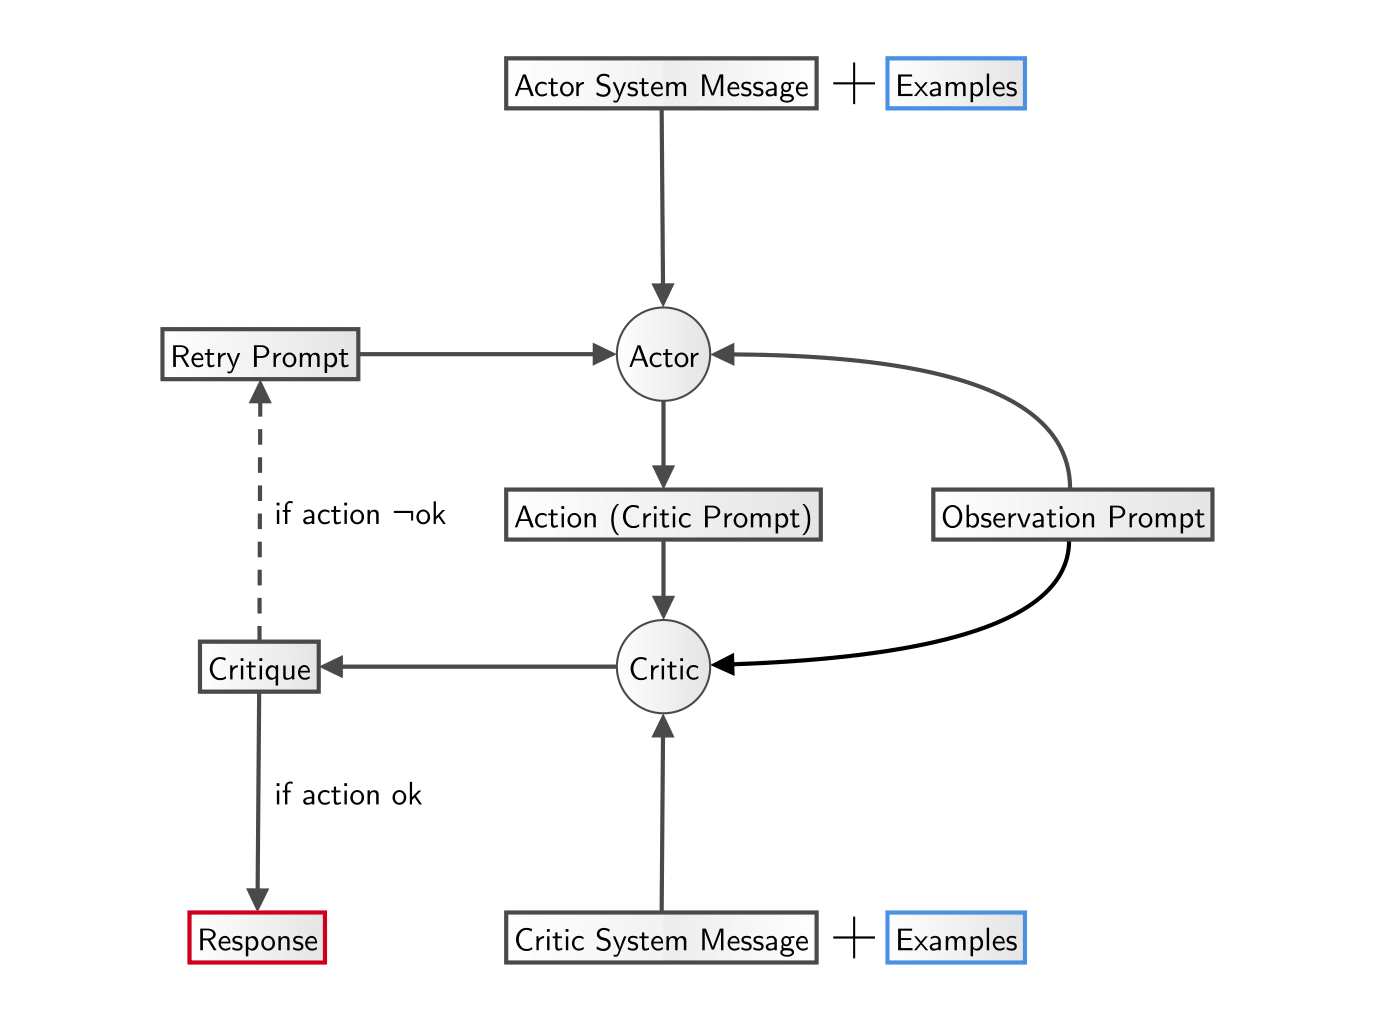 Actor System Message + Examples
Retry Prompt
Actor
if action ¬ok
Action (Critic Prompt)
Observation Prompt
Critique
Critic
if action ok
Response
Critic System Message + Examples